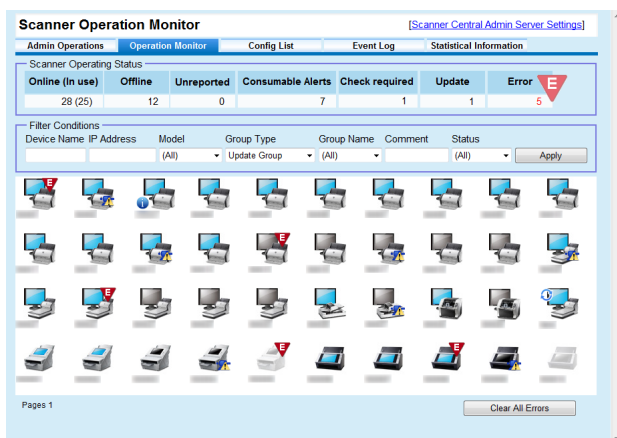 Scanner Operation Monitor
[Scanner Central Admin Server Settings]
Admin Operations Operation Monitor Config List Event Log Statistical Information
Scanner Operating Status
Online (In use) Offline Unreported Consumable Alerts Check required Update Error E
28 (25) 12 0 7 1 1 5
Filter Conditions
Device Name IP Address Model Group Type Group Name Comment Status
(All) Update Group (All) (All) Apply
E
i
E
E
E
E
Pages 1
Clear All Errors